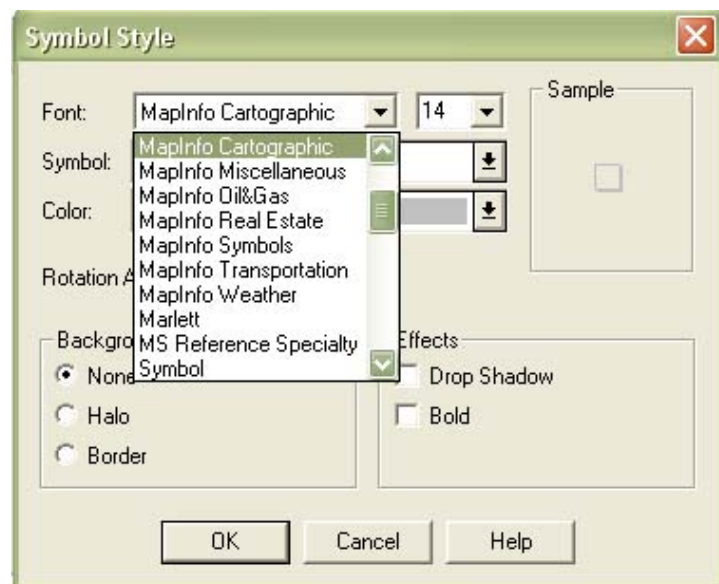 Symbol Style
Sample
Font: MapInfo Cartographic 14
MapInfo Cartographic
Symbol: MapInfo Miscellaneous
MapInfo Oil&Gas
Color: MapInfo Real Estate
MapInfo Symbols
Rotation A MapInfo Transportation
MapInfo Weather
Marlett
Backgro MS Reference Specialty Effects
Symbol
None Drop Shadow
Halo Bold
Border
OK Cancel Help